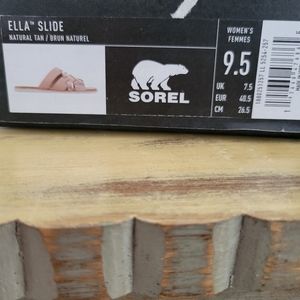 ELLA™ SLIDE
NATURAL TAN / BRUN NATUREL
SOREL
WOMEN'S
FEMMES
9.5
UK 7.5
EUR 40.5
CM 26.5